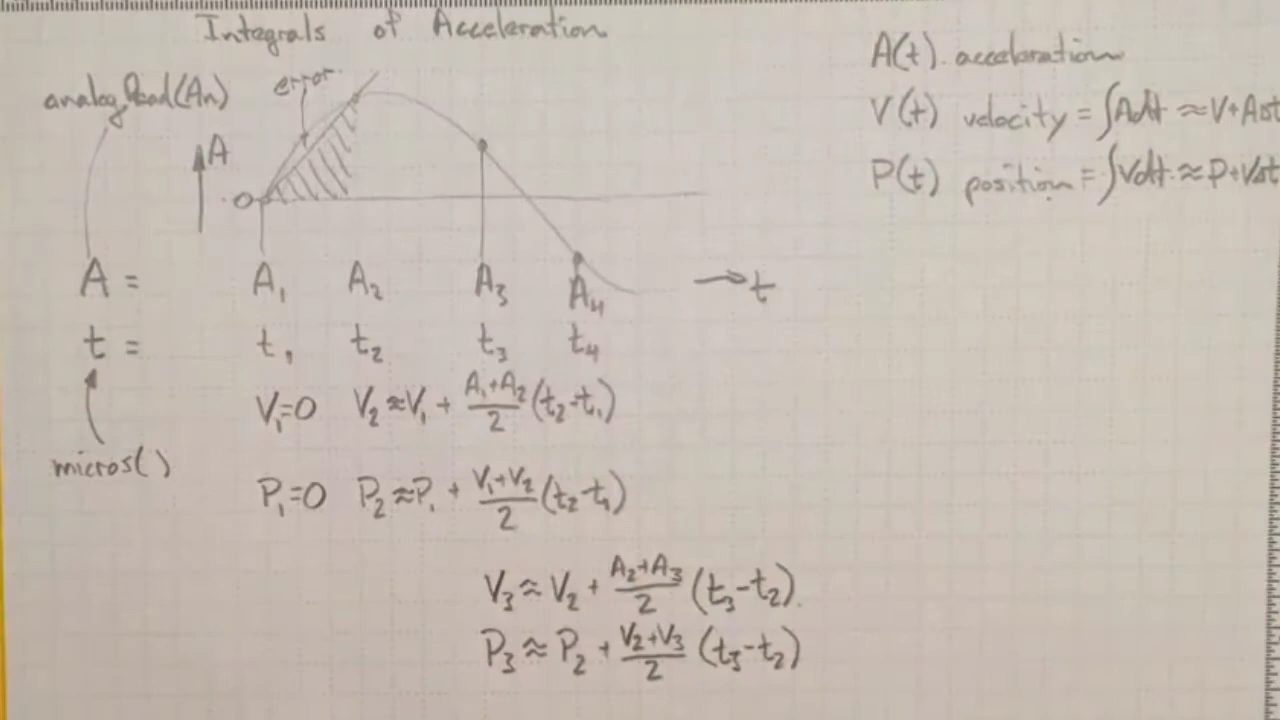 Integrals of Acceleration
A(t) acceleration
analogRead(An)
error
V(t) velocity = ∫Adt ≈ V+AΔt
A
P(t) position = ∫Vdt ≈ P+VΔt
0
A = A₁ A₂ A₃ A₄ → t
t = t₁ t₂ t₃ t₄
V₁=0 V₂≈V₁ + (A₁+A₂)/2 (t₂-t₁)
micros()
P₁=0 P₂≈P₁ + (V₁+V₂)/2 (t₂-t₁)
V₃ ≈ V₂ + (A₂+A₃)/2 (t₃-t₂)
P₃ ≈ P₂ + (V₂+V₃)/2 (t₃-t₂)